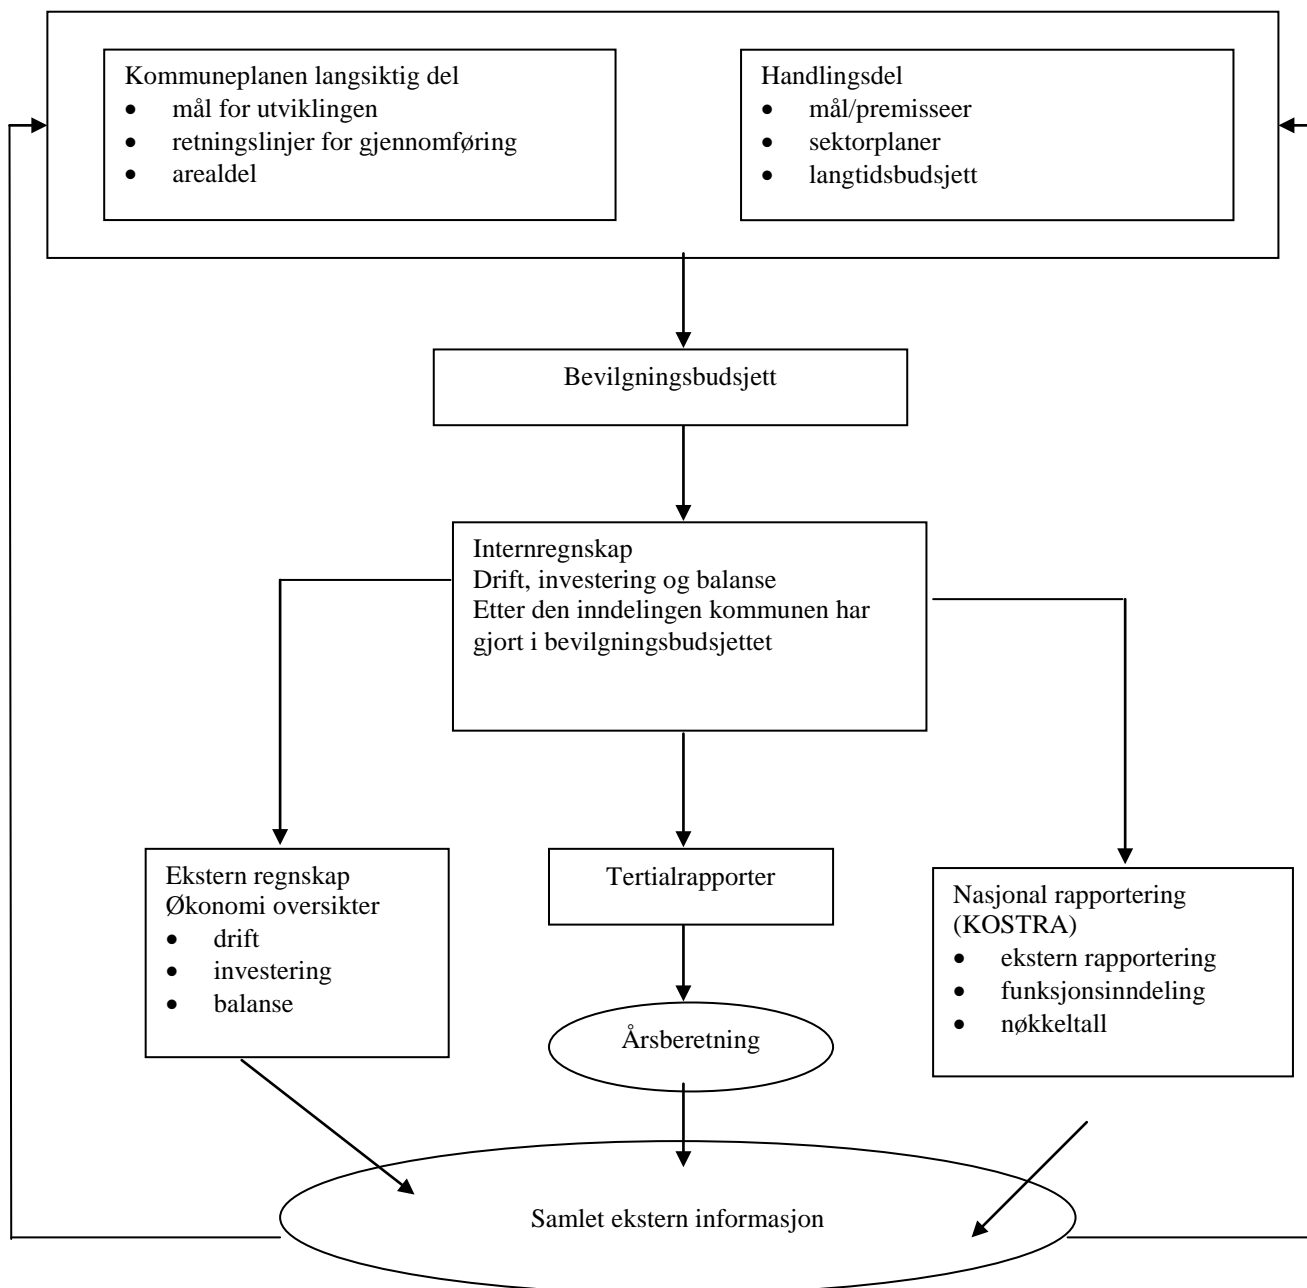 Kommuneplanen langsiktig del
• mål for utviklingen
• retningslinjer for gjennomføring
• arealdel
Handlingsdel
• mål/premisseer
• sektorplaner
• langtidsbudsjett
Bevilgningsbudsjett
Internregnskap
Drift, investering og balanse
Etter den inndelingen kommunen har
gjort i bevilgningsbudsjettet
Ekstern regnskap
Økonomi oversikter
• drift
• investering
• balanse
Tertialrapporter
Årsberetning
Nasjonal rapportering
(KOSTRA)
• ekstern rapportering
• funksjonsinndeling
• nøkkeltall
Samlet ekstern informasjon